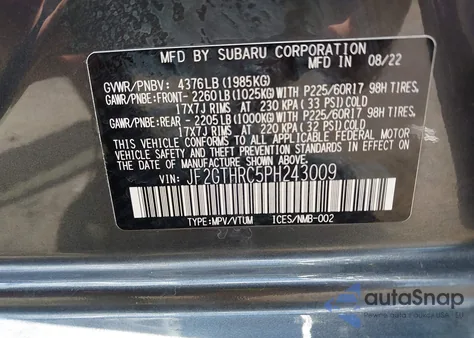 MFD BY SUBARU CORPORATION IN 08/22
GVWR/PNBV: 4376LB (1985KG)
GAWR/PNBE:FRONT- 2260LB(1025KG)WITH P225/60R17 98H TIRES,
17X7J RIMS AT 230 KPA(33 PSI)COLD
GAWR/PNBE:REAR - 2205LB(1000KG)WITH P225/60R17 98H TIRES,
17X7J RIMS AT 220 KPA(32 PSI)COLD
THIS VEHICLE CONFORMS TO ALL APPLICABLE FEDERAL MOTOR
VEHICLE SAFETY, BUMPER,
AND THEFT PREVENTION STANDARDS IN EFFECT ON
THE DATE OF MANUFACTURE SHOWN ABOVE.
VIN: JF2GTHRC5PH243009
TYPE:MPV/VTUM ICES/NMB-002
autoSnap